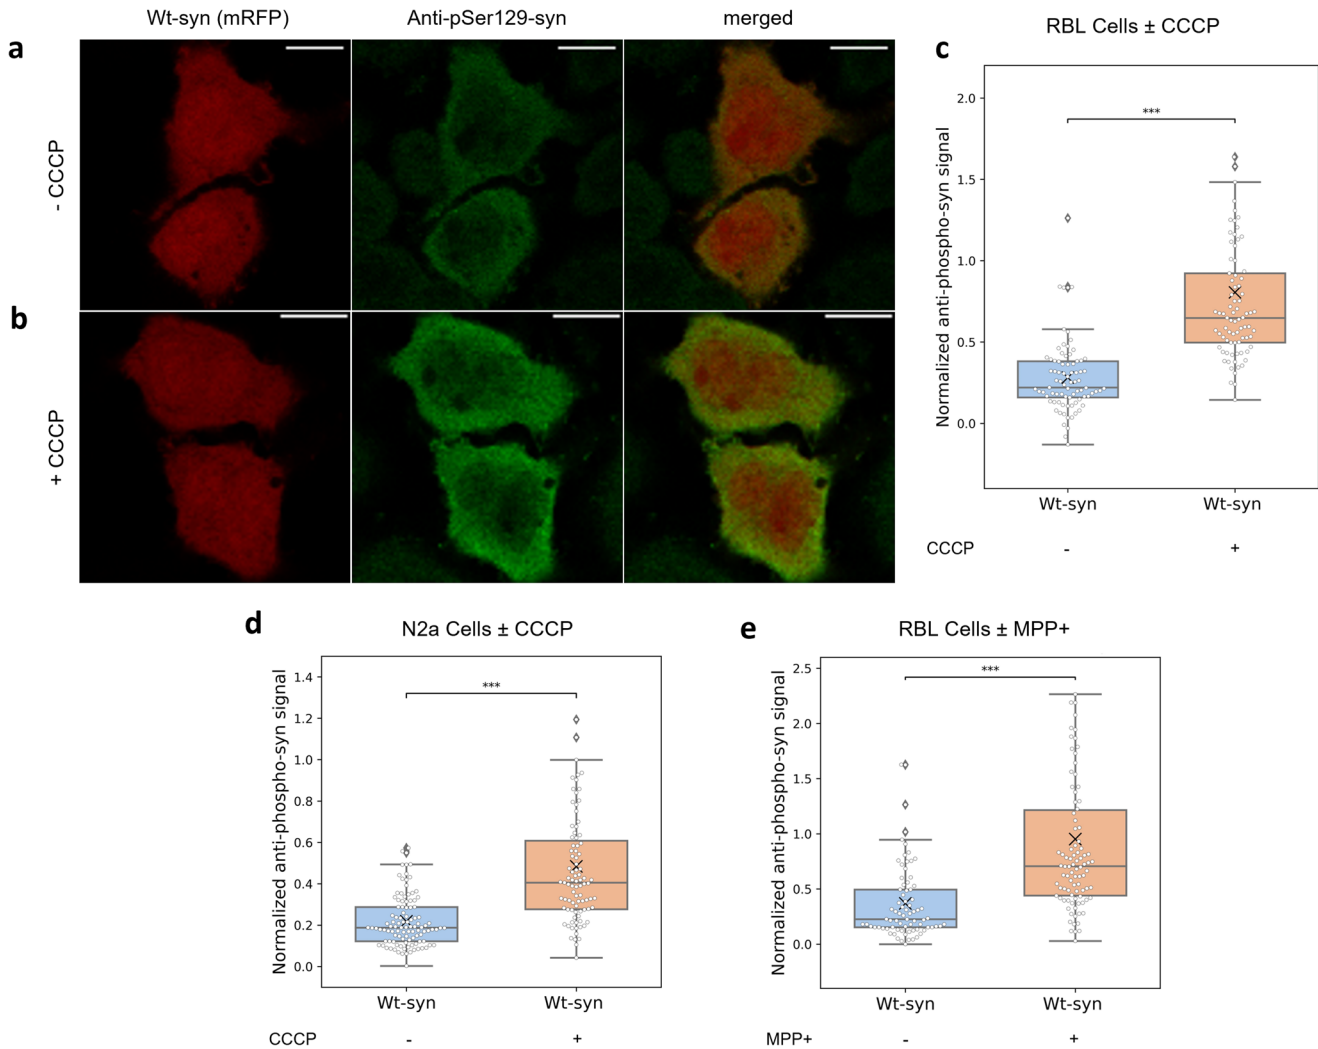 Wt-syn (mRFP) Anti-pSer129-syn merged
a
- CCCP
b
+ CCCP
c
RBL Cells ± CCCP
Normalized anti-phospho-syn signal
2.0
1.5
1.0
0.5
0.0
***
Wt-syn Wt-syn
CCCP - +
d
N2a Cells ± CCCP
Normalized anti-phospho-syn signal
1.4
1.2
1.0
0.8
0.6
0.4
0.2
0.0
***
Wt-syn Wt-syn
CCCP - +
e
RBL Cells ± MPP+
Normalized anti-phospho-syn signal
2.5
2.0
1.5
1.0
0.5
0.0
***
Wt-syn Wt-syn
MPP+ - +